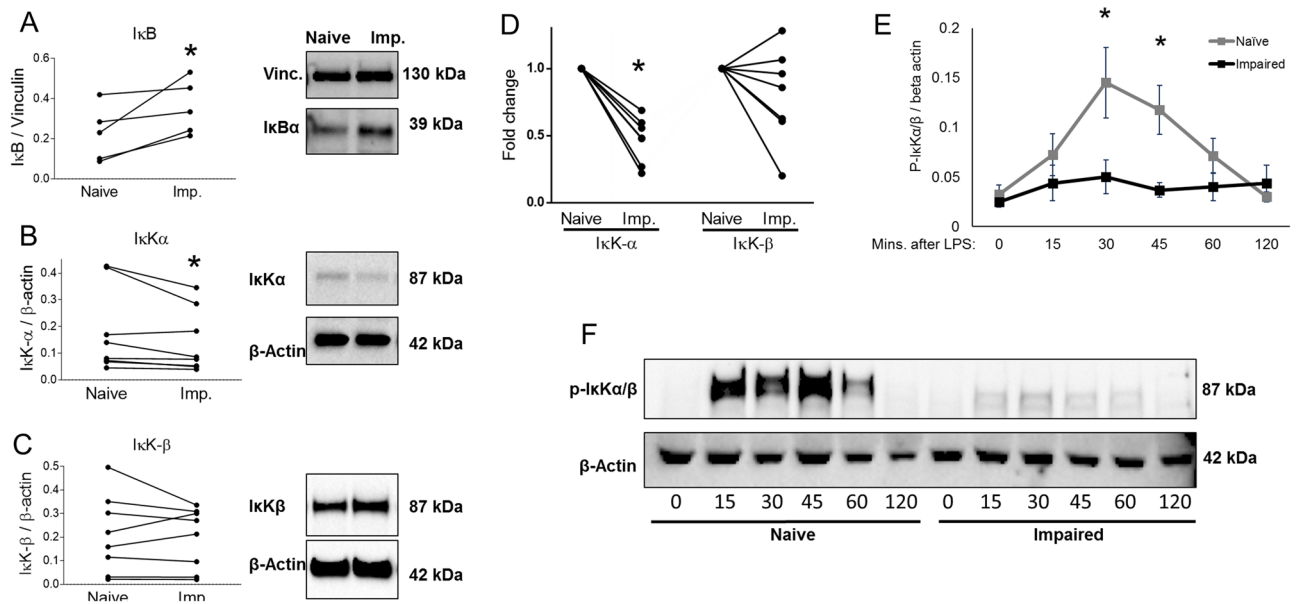 A
IκB
*
IκB / Vinculin
0.6
0.4
0.2
0.0
Naive Imp.
Naive Imp.
Vinc. 130 kDa
IκBα 39 kDa
B
IκKα
*
IκK-α / β-actin
0.4
0.3
0.2
0.1
0.0
Naive Imp.
IκKα 87 kDa
β-Actin 42 kDa
C
IκK-β
IκK-β / β-actin
0.5
0.4
0.3
0.2
0.1
0.0
Naive Imp.
IκKβ 87 kDa
β-Actin 42 kDa
D
*
Fold change
1.0
0.5
0.0
Naive Imp. Naive Imp.
IκK-α IκK-β
E
* *
Naïve
Impaired
P-IκKα/β / beta actin
0.2
0.15
0.1
0.05
0
Mins. after LPS: 0 15 30 45 60 120
F
p-IκKα/β 87 kDa
β-Actin 42 kDa
0 15 30 45 60 120 0 15 30 45 60 120
Naive Impaired